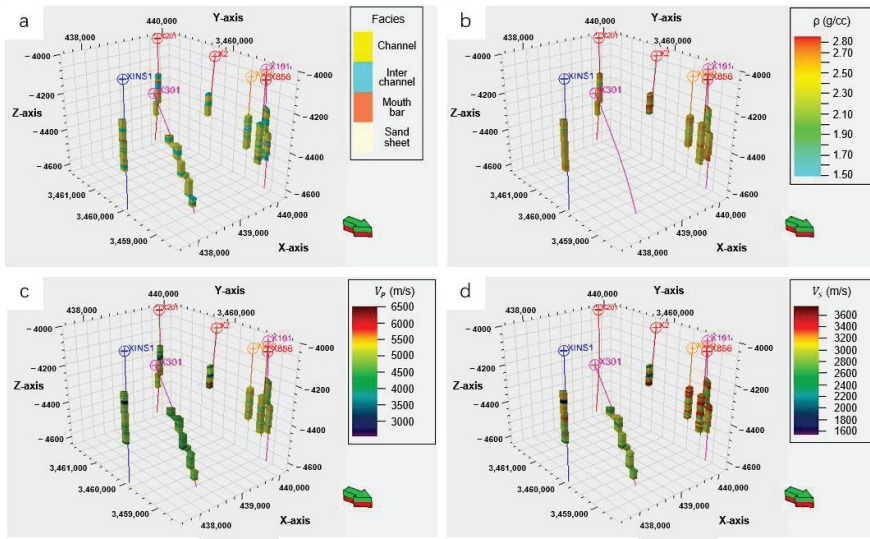 a
Y-axis
440,000
438,000
3,460,000
-4000
-4000
X2
XINS1
X856
X301
Z-axis
-4200
-4200
-4400
-4400
-4600
-4600
3,461,000
3,460,000
3,459,000
438,000
439,000
440,000
X-axis
Facies
Channel
Inter
channel
Mouth
bar
Sand
sheet
b
Y-axis
440,000
438,000
3,460,000
-4000
-4000
X2
X191
XINS1
X856
X301
Z-axis
-4200
-4200
-4400
-4400
-4600
-4600
3,461,000
3,460,000
3,459,000
438,000
439,000
440,000
X-axis
ρ (g/cc)
2.80
2.60
2.40
2.20
2.10
1.90
1.70
1.50
c
Y-axis
440,000
438,000
3,460,000
-4000
-4000
X2
X191
XINS1
X856
X301
Z-axis
-4200
-4200
-4400
-4400
-4600
-4600
3,461,000
3,460,000
3,459,000
438,000
439,000
440,000
X-axis
VP (m/s)
6500
6000
5500
5000
4500
4000
3500
3000
d
Y-axis
440,000
438,000
3,460,000
-4000
-4000
X2
X191
XINS1
X856
X301
Z-axis
-4200
-4200
-4400
-4400
-4600
-4600
3,461,000
3,460,000
3,459,000
438,000
439,000
440,000
X-axis
VS (m/s)
3600
3400
3200
3000
2800
2600
2400
2200
2000
1800
1600